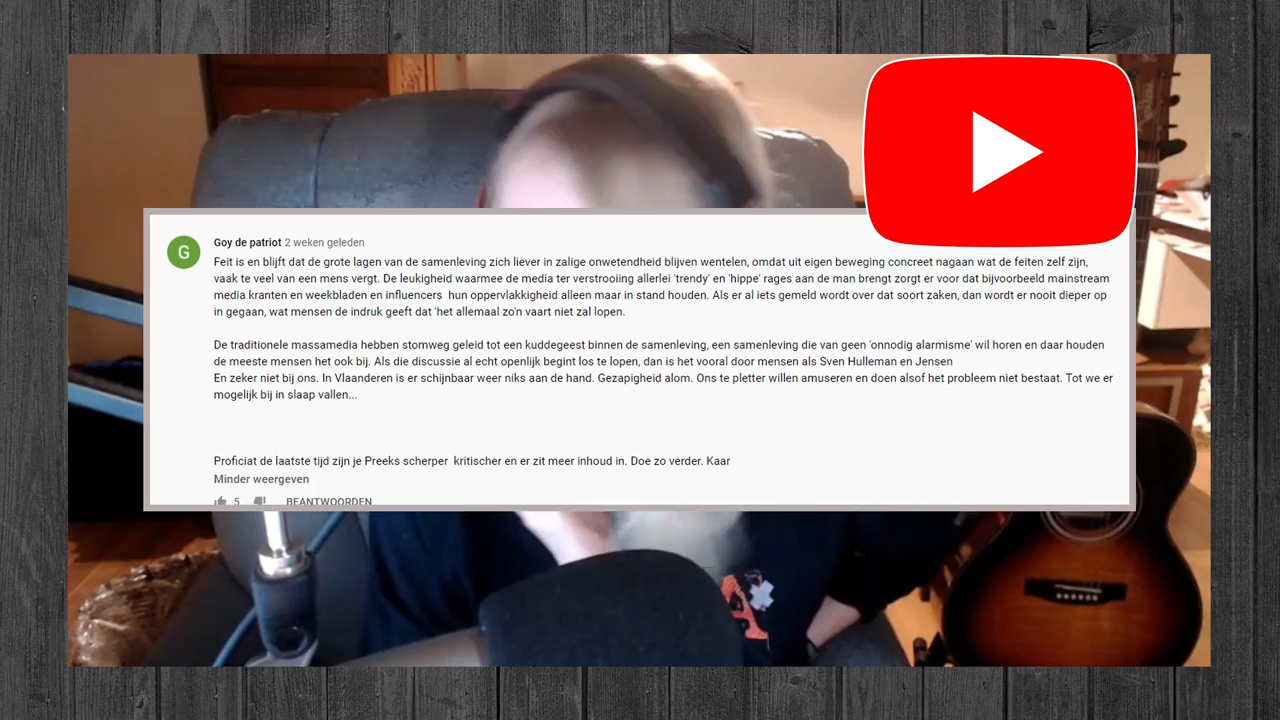 G
Goy de patriot 2 weken geleden
Feit is en blijft dat de grote lagen van de samenleving zich liever in zalige onwetendheid blijven wentelen, omdat uit eigen beweging concreet nagaan wat de feiten zelf zijn,
vaak te veel van een mens vergt. De leukigheid waarmee de media ter verstrooiing allerlei 'trendy' en 'hippe' rages aan de man brengt zorgt er voor dat bijvoorbeeld mainstream
media kranten en weekbladen en influencers  hun oppervlakkigheid alleen maar in stand houden. Als er al iets gemeld wordt over dat soort zaken, dan wordt er nooit dieper op
in gegaan, wat mensen de indruk geeft dat 'het allemaal zo'n vaart niet zal lopen.
De traditionele massamedia hebben stomweg geleid tot een kuddegeest binnen de samenleving, een samenleving die van geen 'onnodig alarmisme' wil horen en daar houden
de meeste mensen het ook bij. Als die discussie al echt openlijk begint los te lopen, dan is het vooral door mensen als Sven Hulleman en Jensen
En zeker niet bij ons. In Vlaanderen is er schijnbaar weer niks aan de hand. Gezapigheid alom. Ons te pletter willen amuseren en doen alsof het probleem niet bestaat. Tot we er
mogelijk bij in slaap vallen...
Proficiat de laatste tijd zijn je Preeks scherper  kritischer en er zit meer inhoud in. Doe zo verder. Kaar
Minder weergeven
5 BEANTWOORDEN